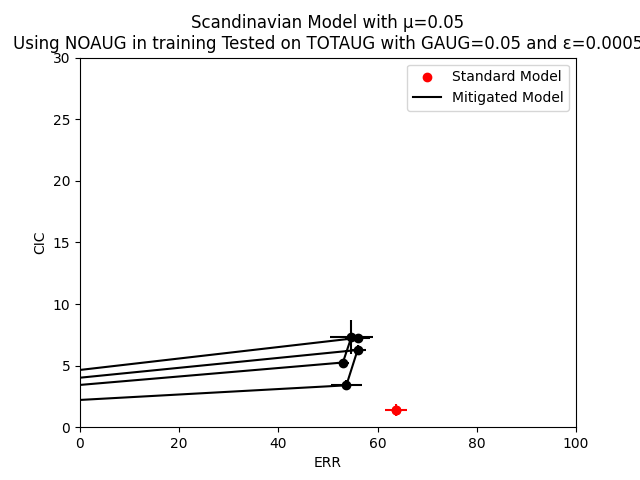 Scandinavian Model with μ=0.05
Using NOAUG in training Tested on TOTAUG with GAUG=0.05 and ε=0.0005
Standard Model
Mitigated Model
CIC
30
25
20
15
10
5
0
0 20 40 60 80 100
ERR